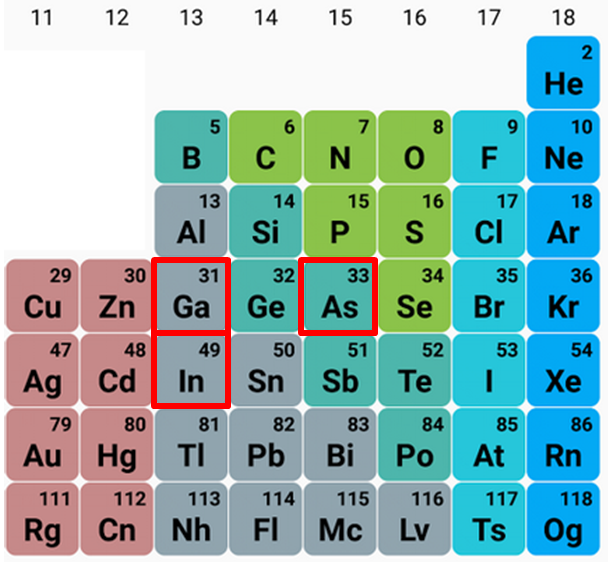 11 12 13 14 15 16 17 18
2
He
5 6 7 8 9 10
B C N O F Ne
13 14 15 16 17 18
Al Si P S Cl Ar
29 30 31 32 33 34 35 36
Cu Zn Ga Ge As Se Br Kr
47 48 49 50 51 52 53 54
Ag Cd In Sn Sb Te I Xe
79 80 81 82 83 84 85 86
Au Hg Tl Pb Bi Po At Rn
111 112 113 114 115 116 117 118
Rg Cn Nh Fl Mc Lv Ts Og